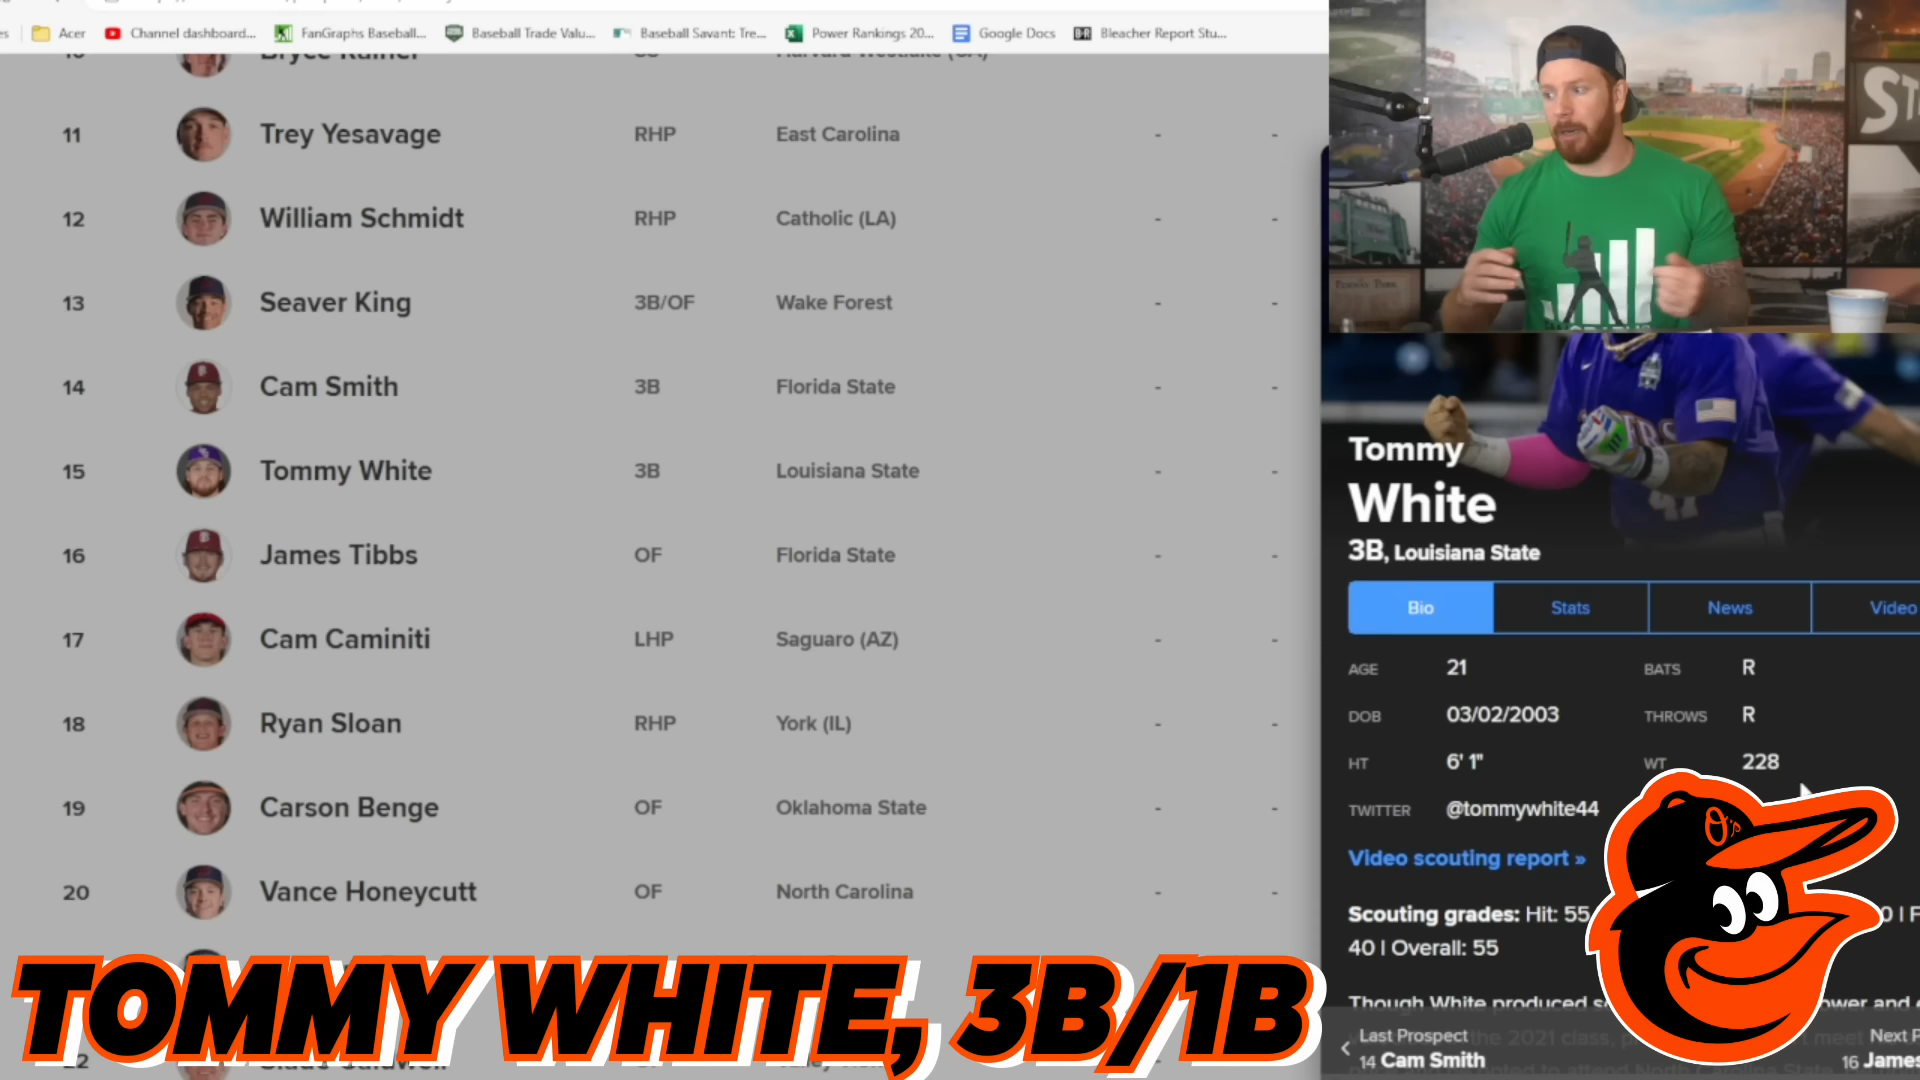 Acer Channel dashboard... FanGraphs Baseball... Baseball Trade Valu... Baseball Savant: Tre... Power Rankings 20... Google Docs Bleacher Report Stu...
11 Trey Yesavage RHP East Carolina - -
12 William Schmidt RHP Catholic (LA) - -
13 Seaver King 3B/OF Wake Forest - -
14 Cam Smith 3B Florida State - -
15 Tommy White 3B Louisiana State - -
16 James Tibbs OF Florida State - -
17 Cam Caminiti LHP Saguaro (AZ) - -
18 Ryan Sloan RHP York (IL) - -
19 Carson Benge OF Oklahoma State - -
20 Vance Honeycutt OF North Carolina - -
TOMMY WHITE, 3B/1B
Tommy
White
3B, Louisiana State
Bio Stats News Video
AGE 21 BATS R
DOB 03/02/2003 THROWS R
HT 6' 1" WT 228
TWITTER @tommywhite44
Video scouting report »
Scouting grades: Hit: 55
40 | Overall: 55
Though White produced
Last Prospect
14 Cam Smith
16 James
O's